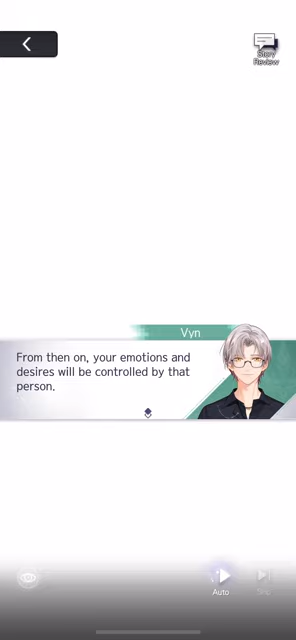 Story
Review
Vyn
From then on, your emotions and
desires will be controlled by that
person.
Auto
Skip